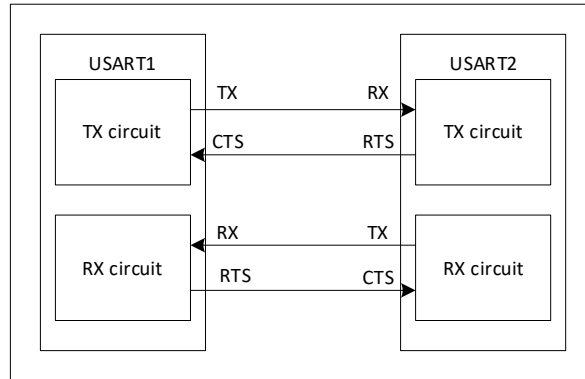 USART1 USART2
TX RX
TX circuit TX circuit
CTS RTS
RX TX
RX circuit RX circuit
RTS CTS